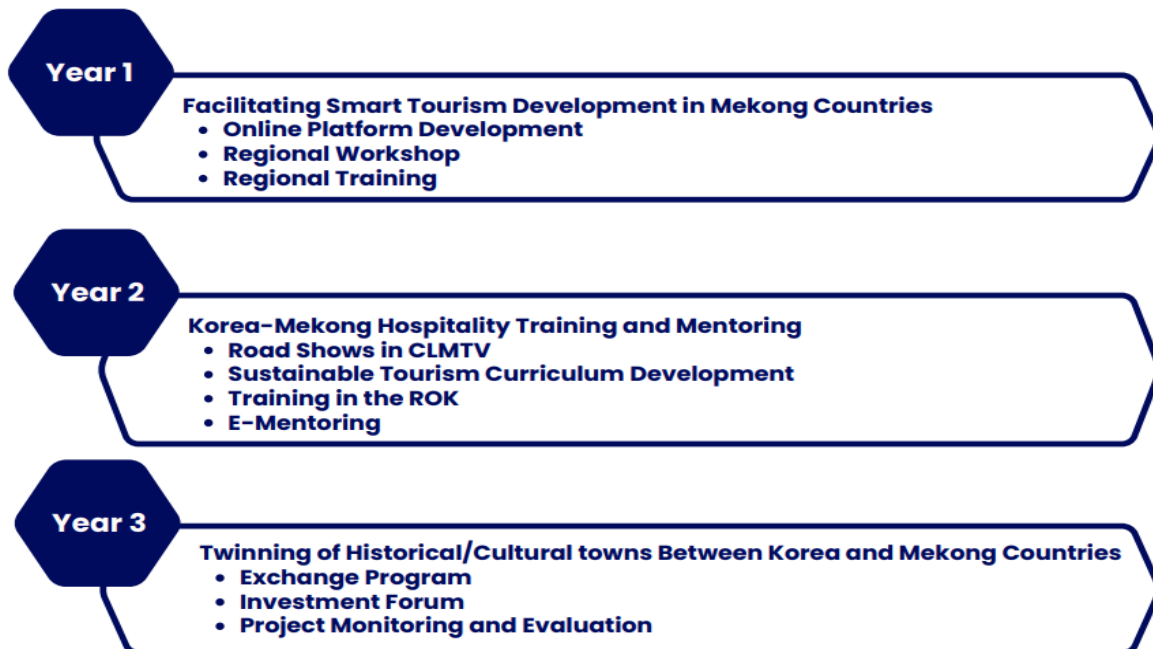 Year 1
Facilitating Smart Tourism Development in Mekong Countries
• Online Platform Development
• Regional Workshop
• Regional Training
Year 2
Korea-Mekong Hospitality Training and Mentoring
• Road Shows in CLMTV
• Sustainable Tourism Curriculum Development
• Training in the ROK
• E-Mentoring
Year 3
Twinning of Historical/Cultural towns Between Korea and Mekong Countries
• Exchange Program
• Investment Forum
• Project Monitoring and Evaluation